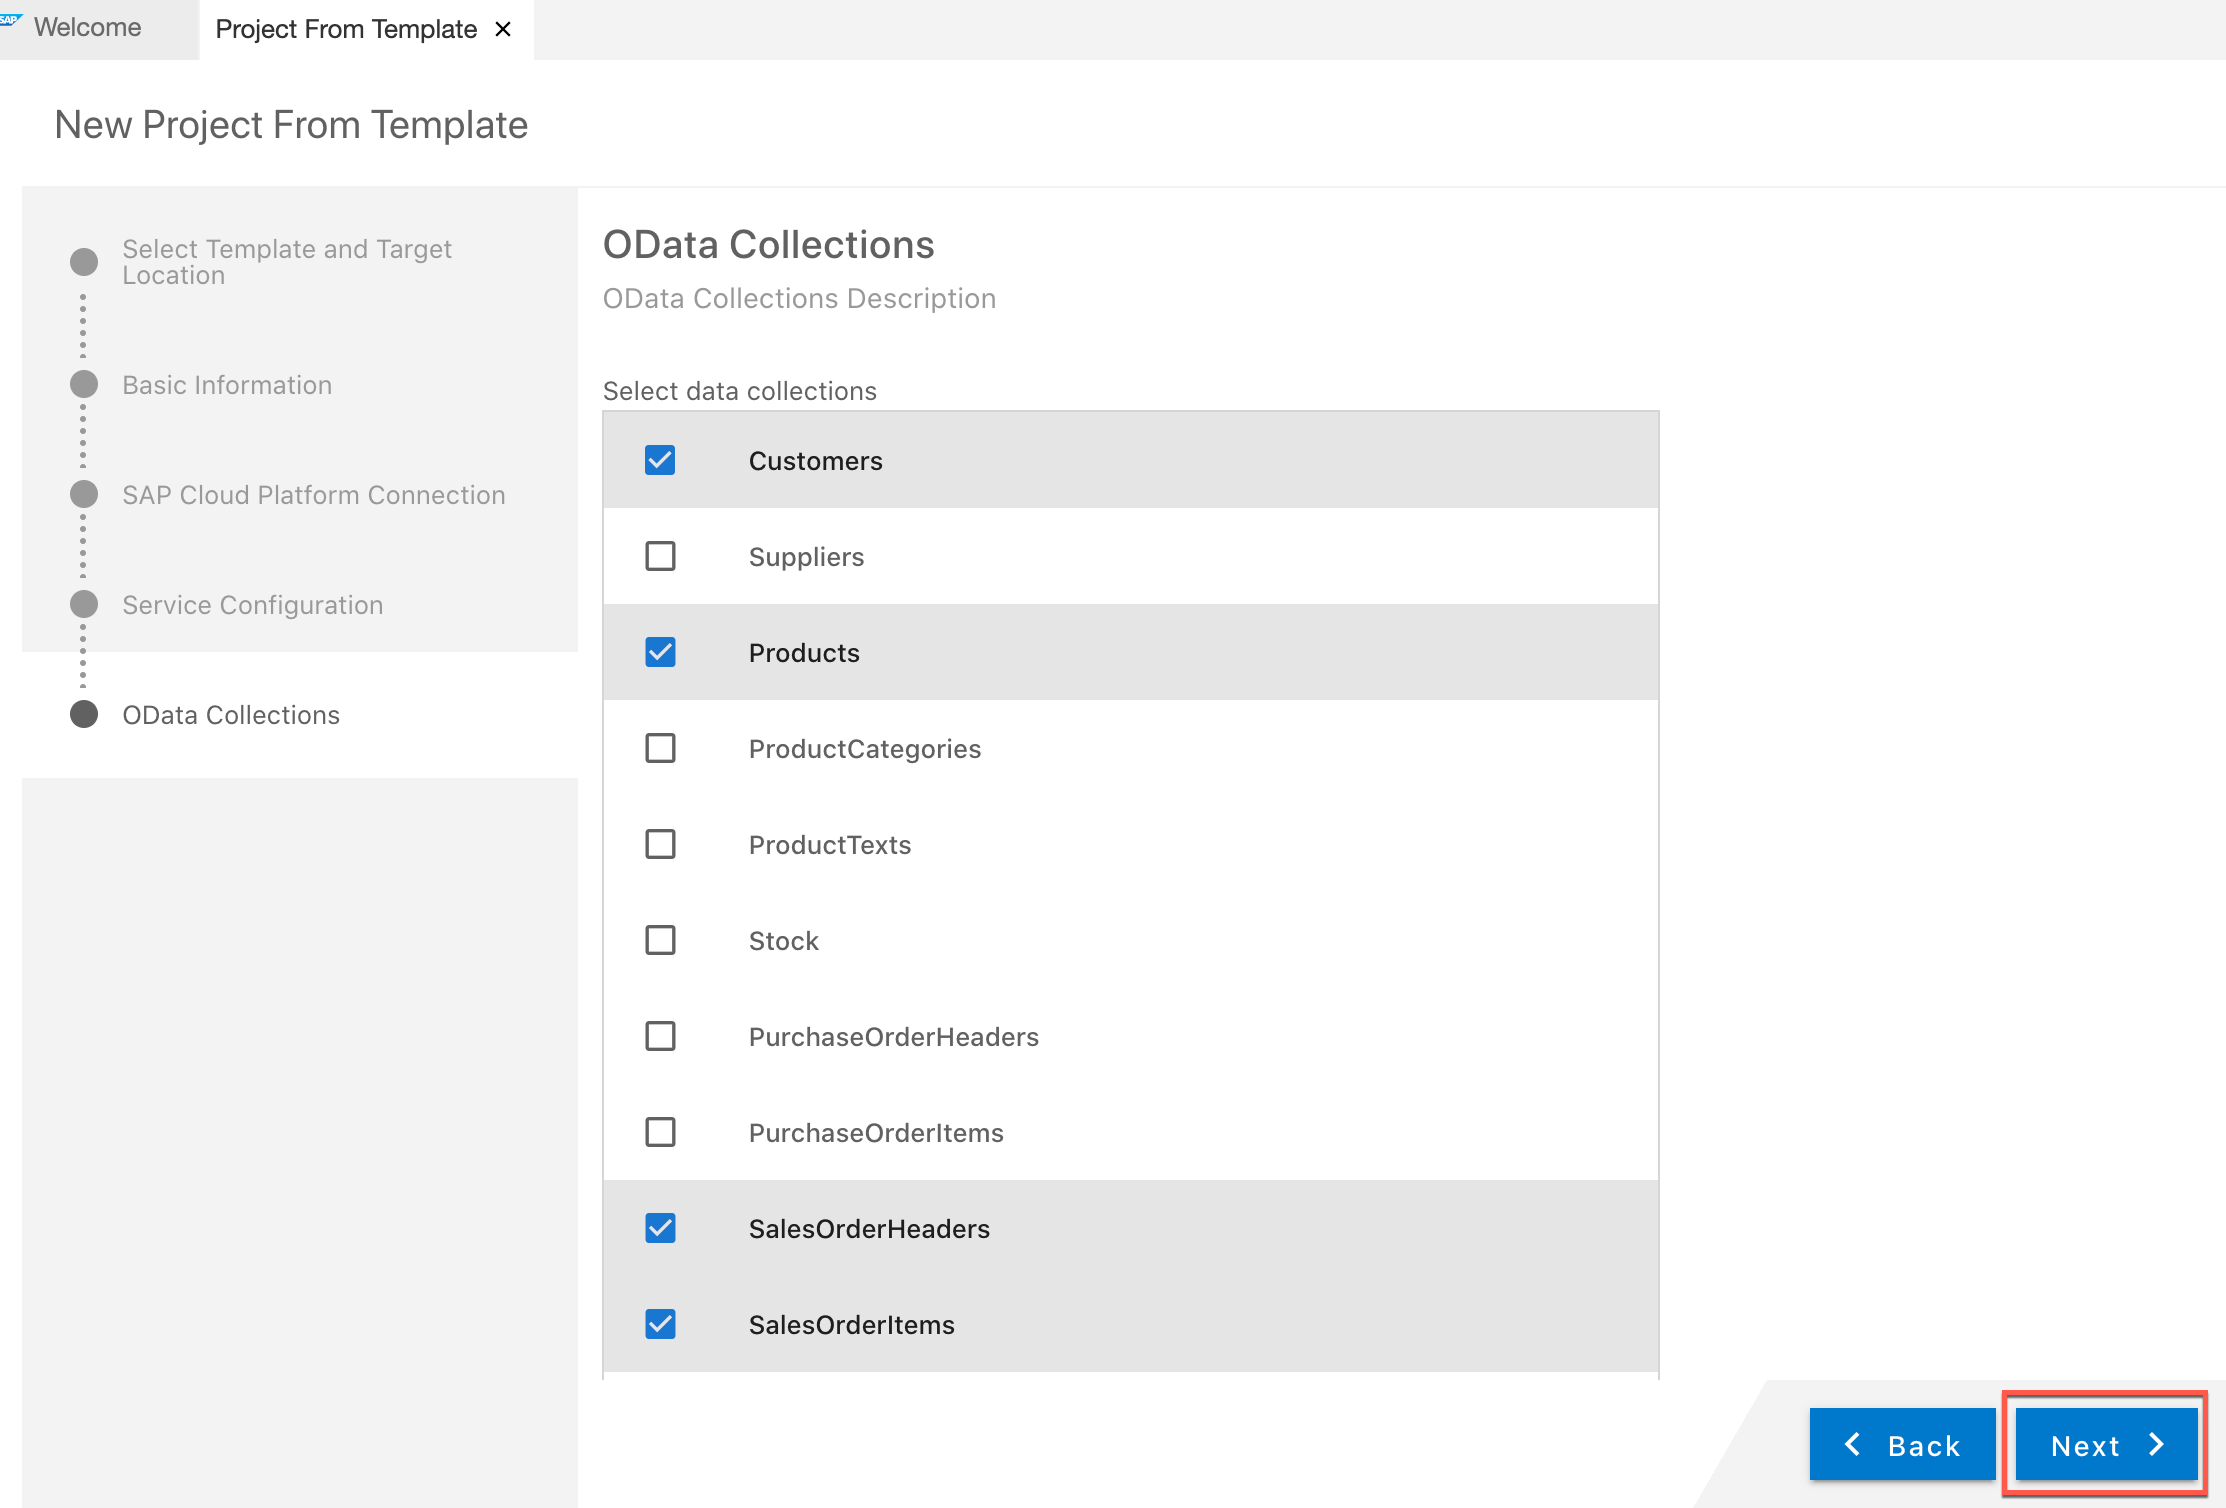 SAP Welcome
Project From Template
New Project From Template
Select Template and Target
Location
Basic Information
SAP Cloud Platform Connection
Service Configuration
OData Collections
OData Collections
OData Collections Description
Select data collections
Customers
Suppliers
Products
ProductCategories
ProductTexts
Stock
PurchaseOrderHeaders
PurchaseOrderItems
SalesOrderHeaders
SalesOrderItems
Back
Next